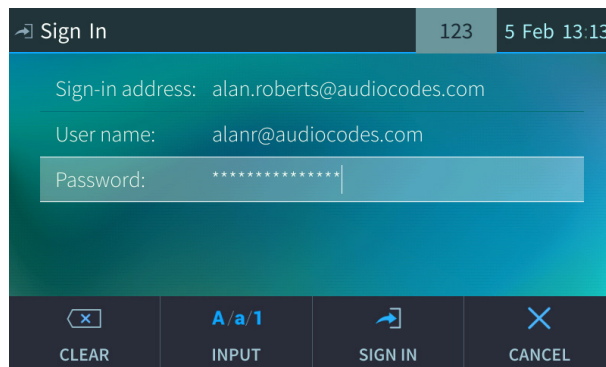 Sign In 123 5 Feb 13:13
Sign-in address: alan.roberts@audiocodes.com
User name: alanr@audiocodes.com
Password: ***************
A/a/1
CLEAR INPUT SIGN IN CANCEL